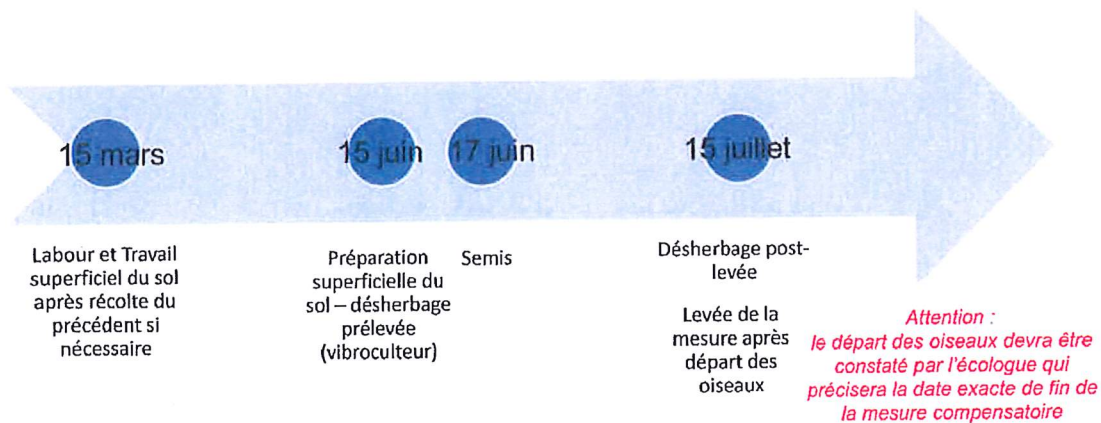 15 mars
15 juin
17 juin
15 juillet
Labour et Travail
superficiel du sol
après récolte du
précédent si
nécessaire
Préparation
superficielle du
sol – désherbage
prélevée
(vibroculteur)
Semis
Désherbage post-
levée
Levée de la
mesure après
départ des
oiseaux
Attention :
le départ des oiseaux devra être
constaté par l'écologue qui
précisera la date exacte de fin de
la mesure compensatoire